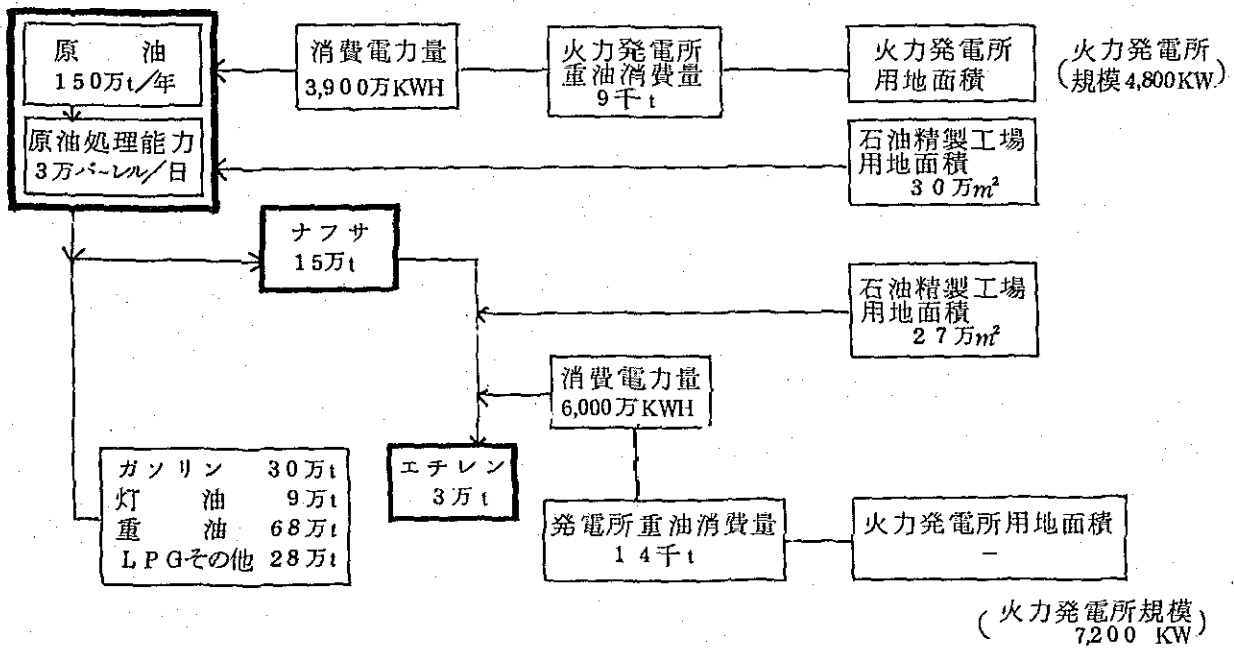 原　油
150万t/年
原油処理能力
3万バーレル/日
消費電力量
3,900万KWH
火力発電所
重油消費量
9千t
火力発電所
用地面積
(火力発電所
規模4,800KW.)
石油精製工場
用地面積
30万m²
ナフサ
15万t
石油精製工場
用地面積
27万m²
消費電力量
6,000万KWH
ガソリン 30万t
灯　油 9万t
重　油 68万t
LPGその他 28万t
エチレン
3万t
発電所重油消費量
14千t
火力発電所用地面積
−
(火力発電所規模
7,200 KW)